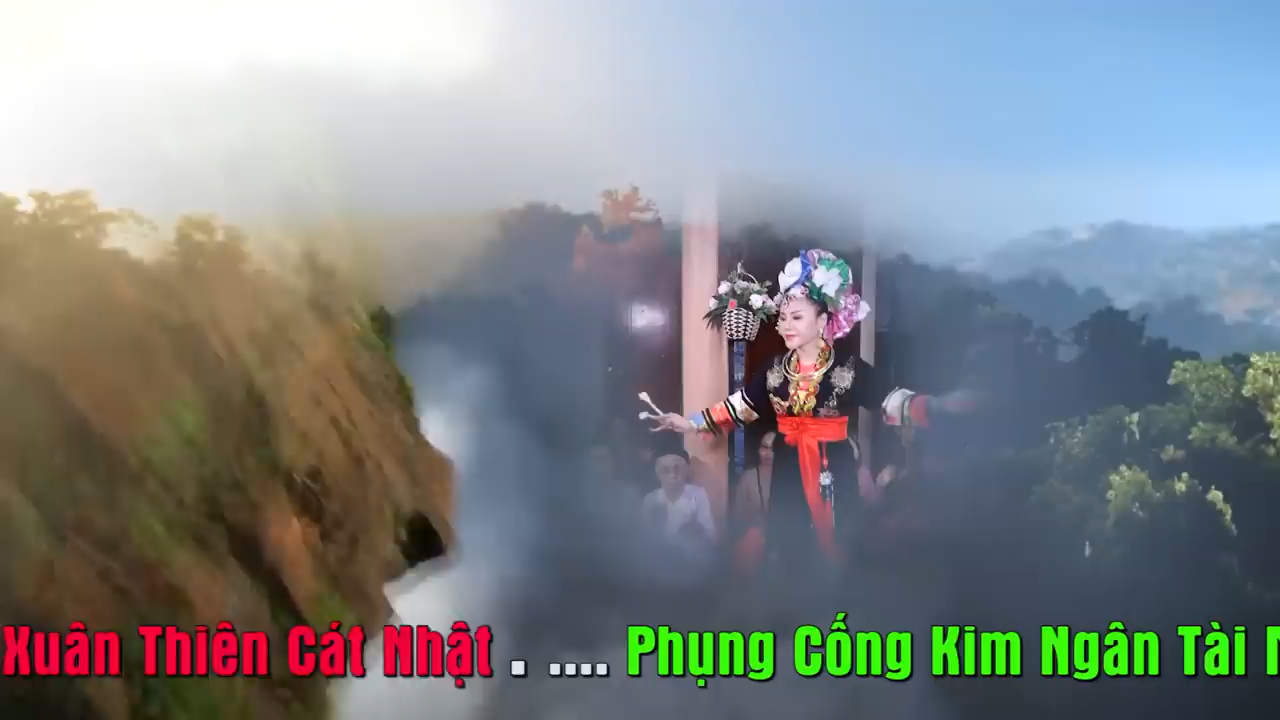 Xuân Thiên Cát Nhật . .... Phụng Cống Kim Ngân Tài